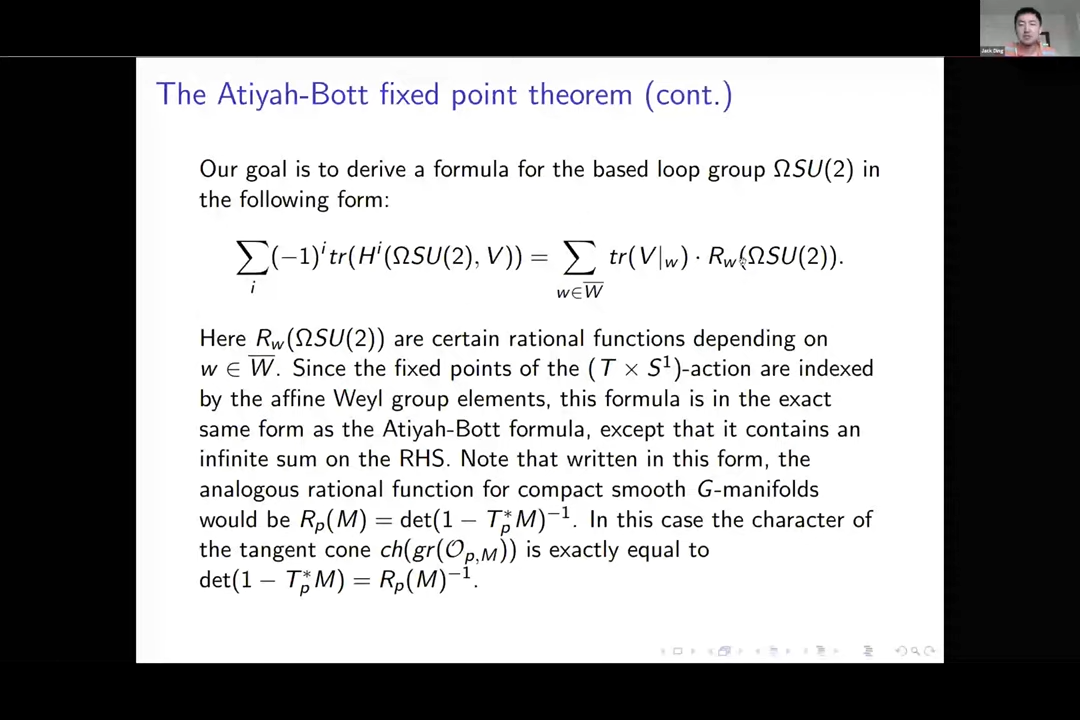 Jack Ding
The Atiyah-Bott fixed point theorem (cont.)
Our goal is to derive a formula for the based loop group ΩSU(2) in
the following form:
∑_i (−1)^i tr(H^i(ΩSU(2), V)) = ∑_{w∈W̅} tr(V|_w) · R_w(ΩSU(2)).
Here R_w(ΩSU(2)) are certain rational functions depending on
w ∈ W̅. Since the fixed points of the (T × S^1)-action are indexed
by the affine Weyl group elements, this formula is in the exact
same form as the Atiyah-Bott formula, except that it contains an
infinite sum on the RHS. Note that written in this form, the
analogous rational function for compact smooth G-manifolds
would be R_p(M) = det(1 − T_p^*M)^{−1}. In this case the character of
the tangent cone ch(gr(𝒪_{p,M})) is exactly equal to
det(1 − T_p^*M) = R_p(M)^{−1}.